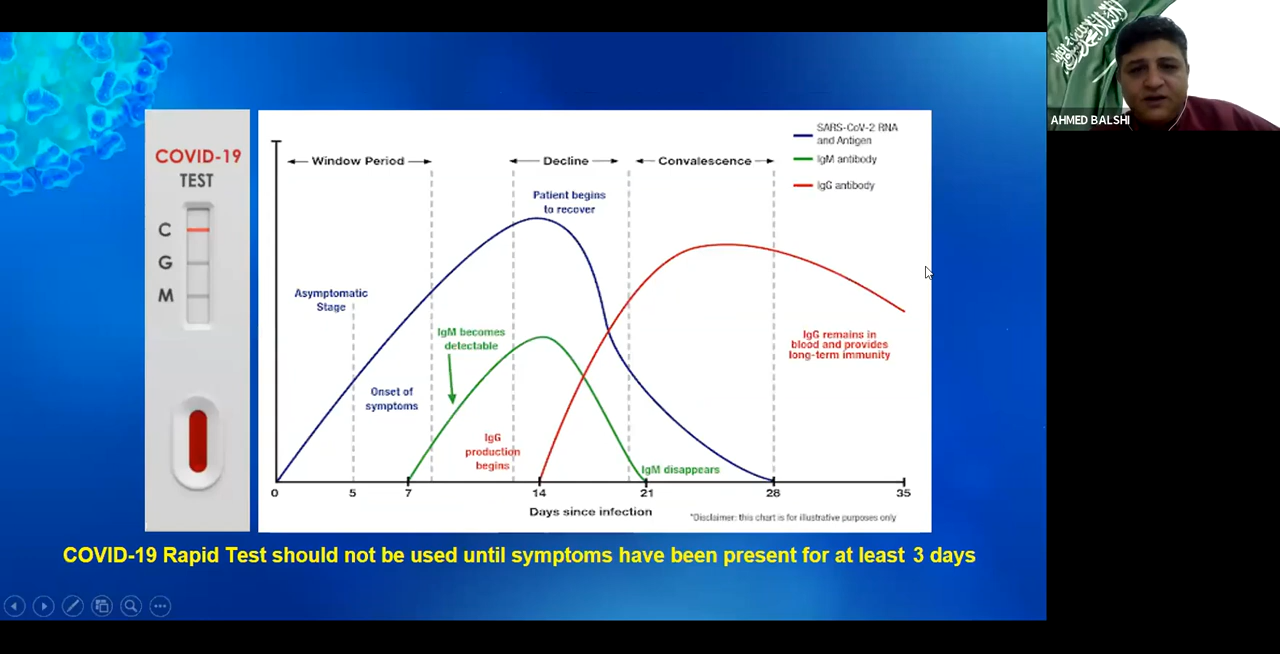 AHMED BALSHI
COVID-19
TEST
C
G
M
SARS-CoV-2 RNA
and Antigen
IgM antibody
IgG antibody
Window Period
Decline
Convalescence
Patient begins
to recover
Asymptomatic
Stage
IgM becomes
detectable
IgG remains in
blood and provides
long-term immunity
Onset of
symptoms
IgG
production
begins
IgM disappears
0
5
7
14
21
28
35
Days since infection
*Disclaimer: this chart is for illustrative purposes only
COVID-19 Rapid Test should not be used until symptoms have been present for at least 3 days